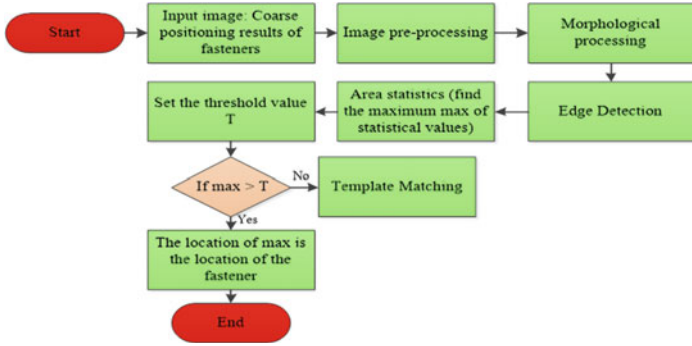 Start
Input image: Coarse
positioning results of
fasteners
Image pre-processing
Morphological
processing
Edge Detection
Area statistics (find
the maximum max of
statistical values)
Set the threshold value
T
If max > T
No
Template Matching
Yes
The location of max is
the location of the
fastener
End